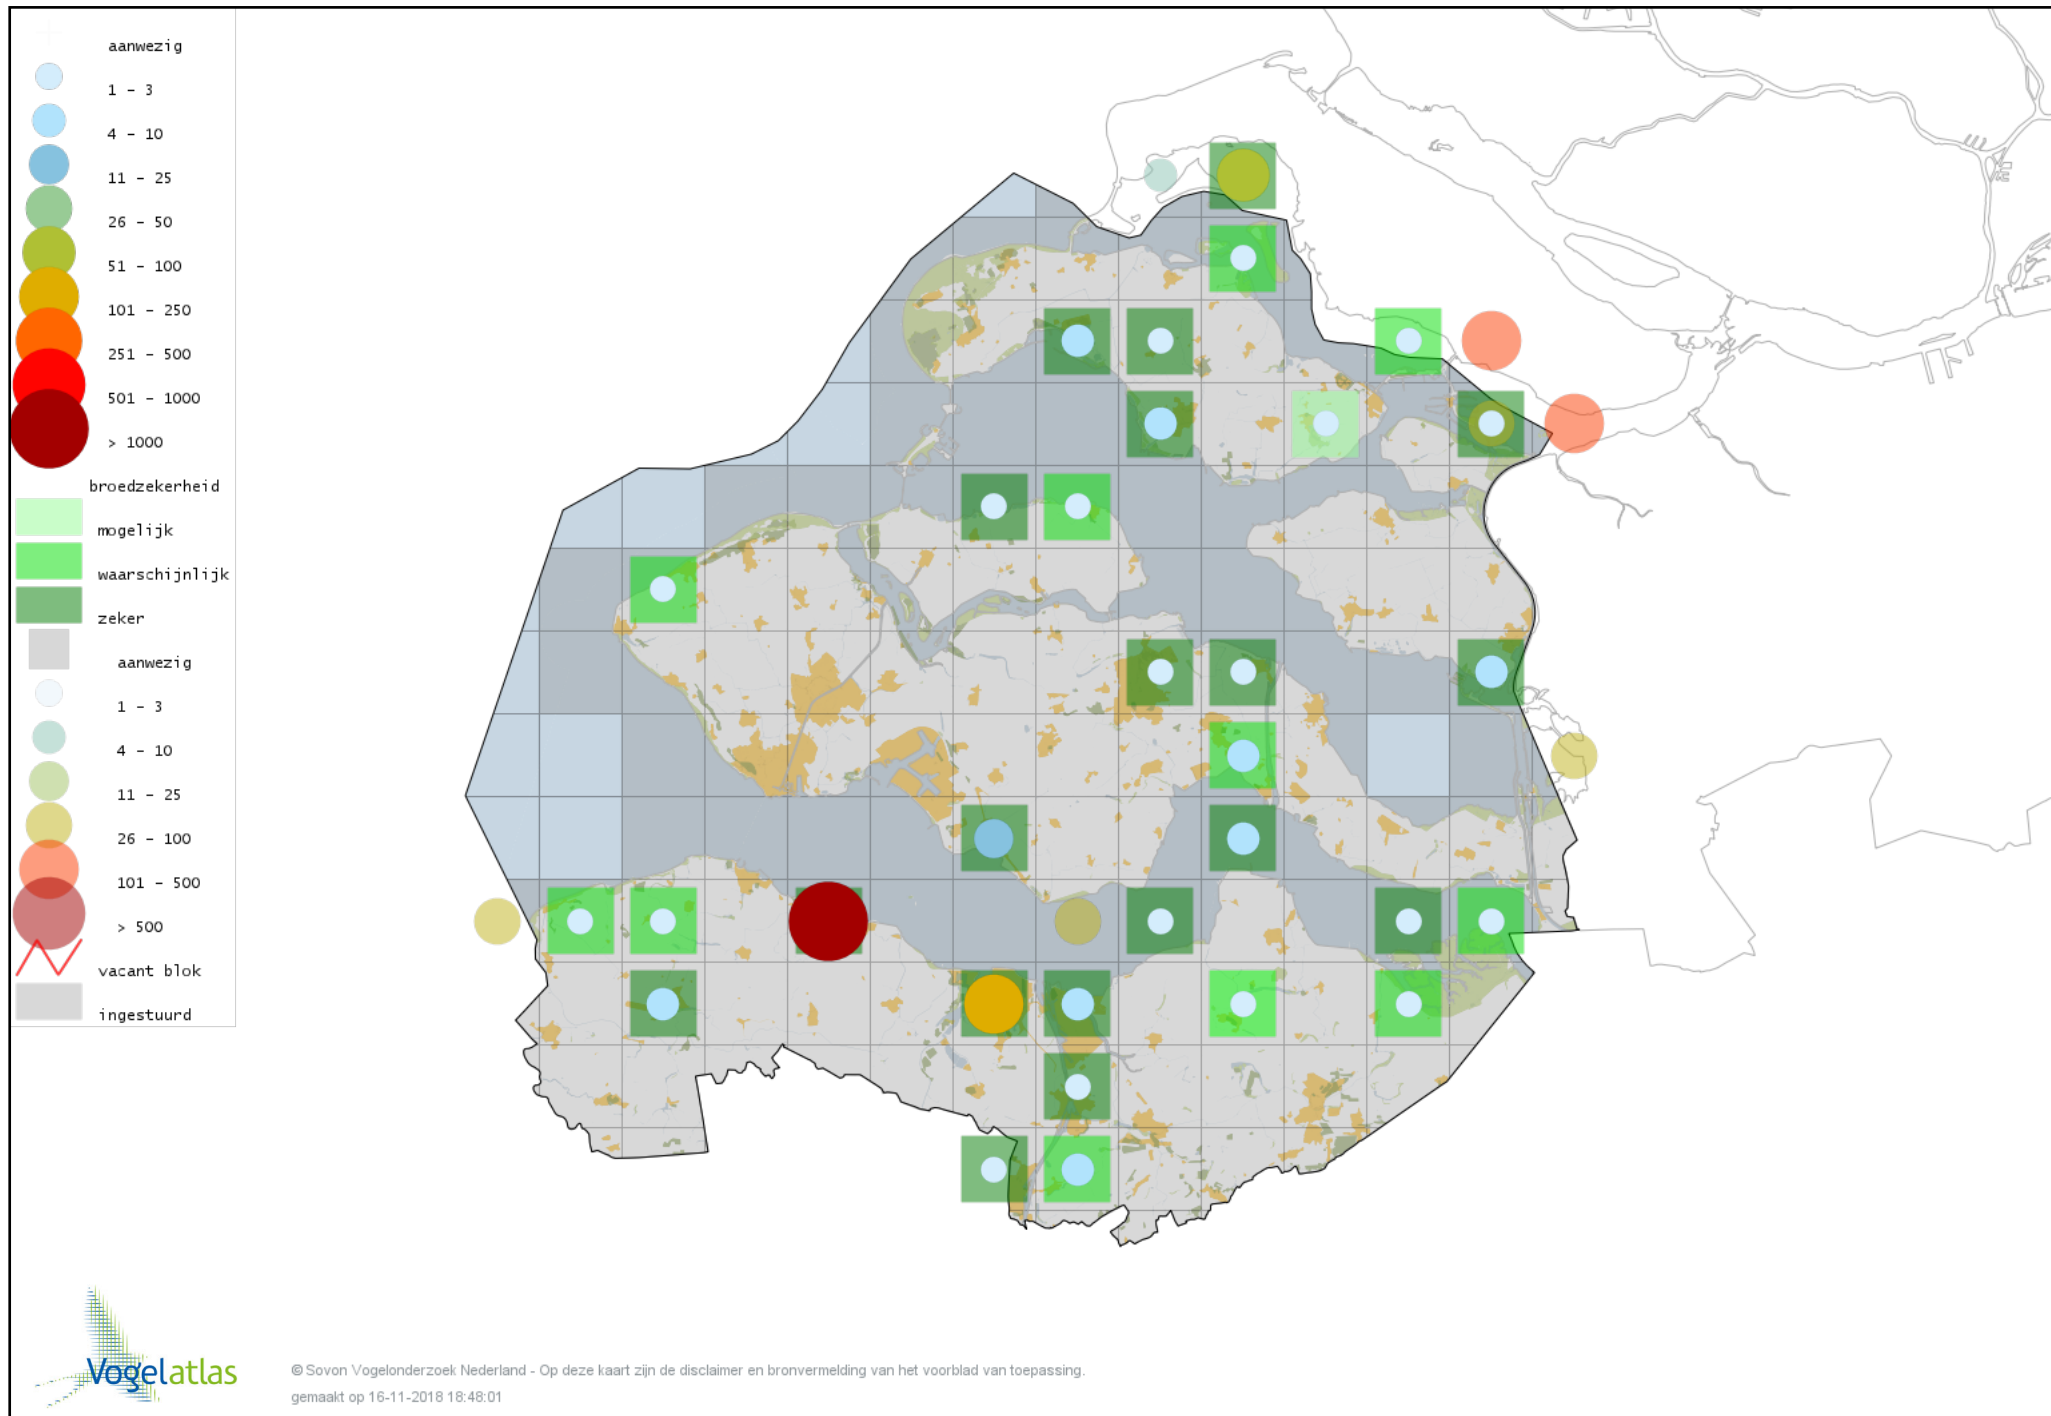 aanwezig
1 - 3
4 - 10
11 - 25
26 - 50
51 - 100
101 - 250
251 - 500
501 - 1000
> 1000
broedzekerheid
mogelijk
waarschijnlijk
zeker
aanwezig
1 - 3
4 - 10
11 - 25
26 - 100
101 - 500
> 500
vacant blok
ingestuurd
Vogelatlas
© Sovon Vogelonderzoek Nederland - Op deze kaart zijn de disclaimer en bronvermelding van het voorblad van toepassing.
gemaakt op 16-11-2018 18:48:01